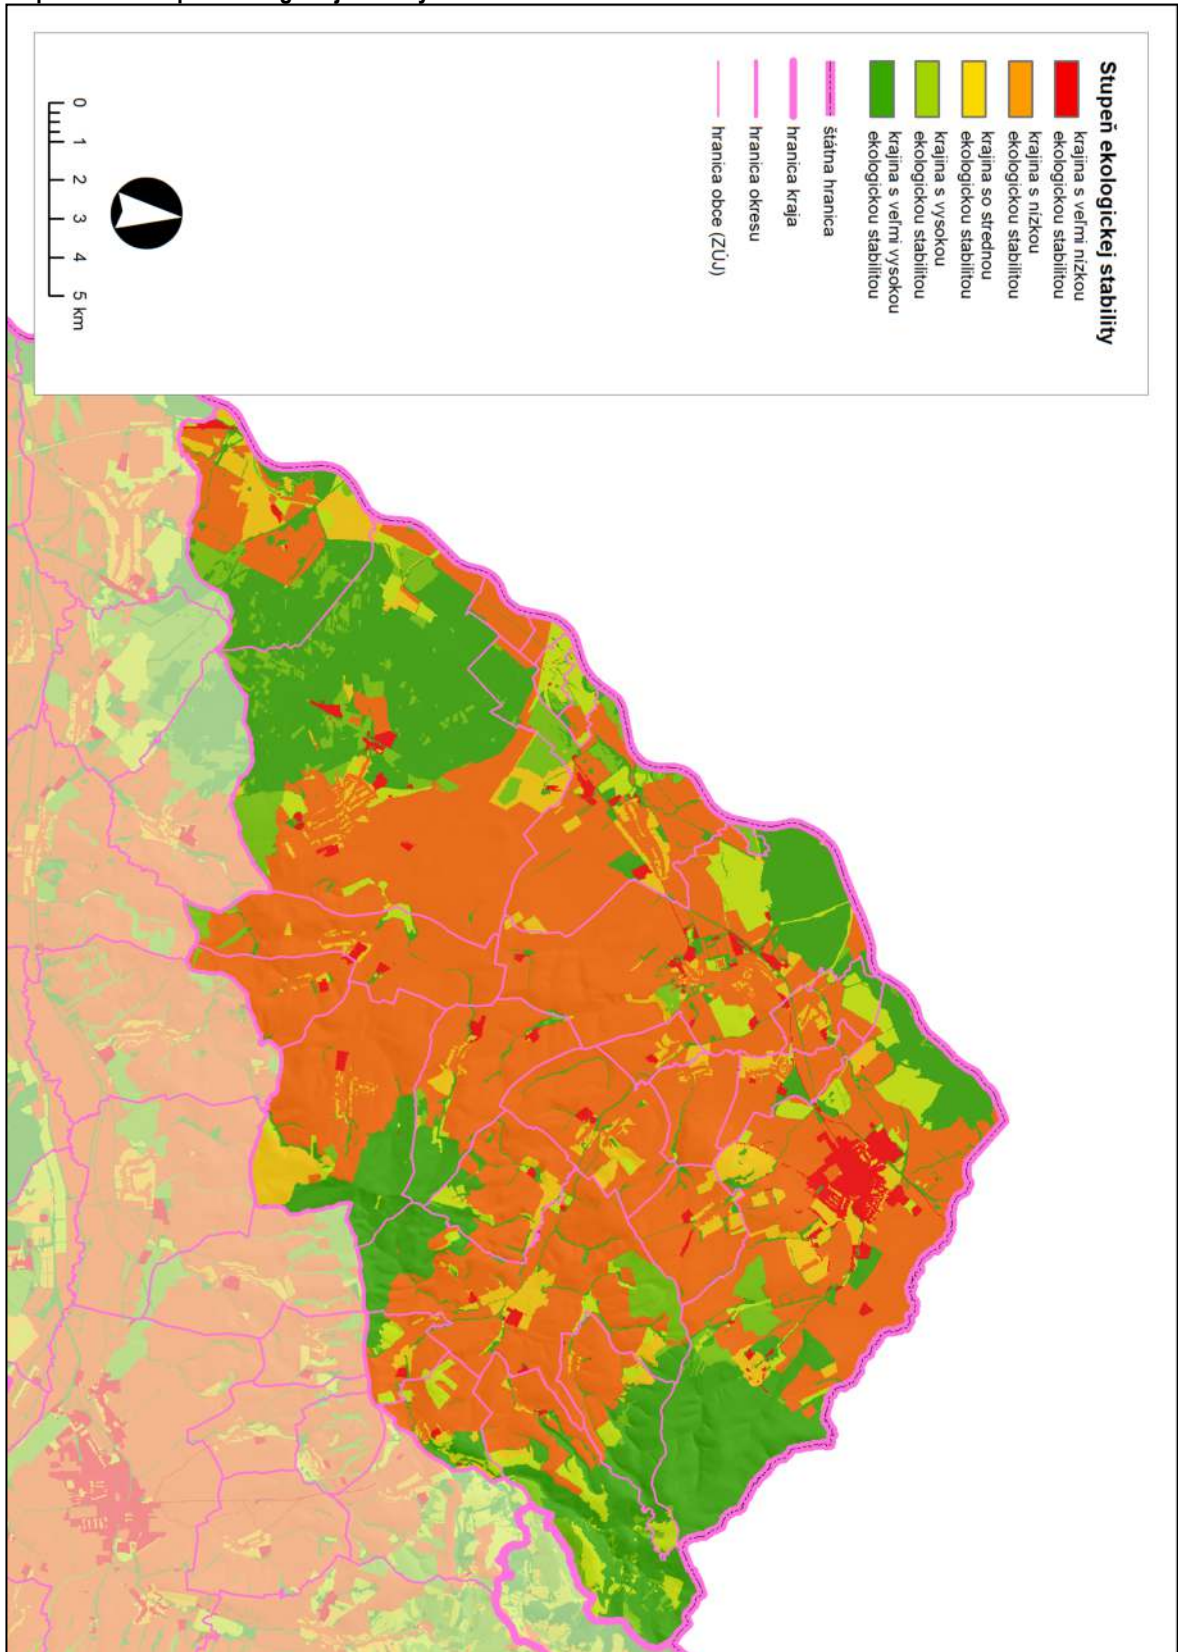 Stupeň ekologickej stability
krajina s veľmi nízkou
ekologickou stabilitou
krajina s nízkou
ekologickou stabilitou
krajina so strednou
ekologickou stabilitou
krajina s vysokou
ekologickou stabilitou
krajina s veľmi vysokou
ekologickou stabilitou
štátna hranica
hranica kraja
hranica okresu
hranica obce (ZÚJ)
0 1 2 3 4 5 km